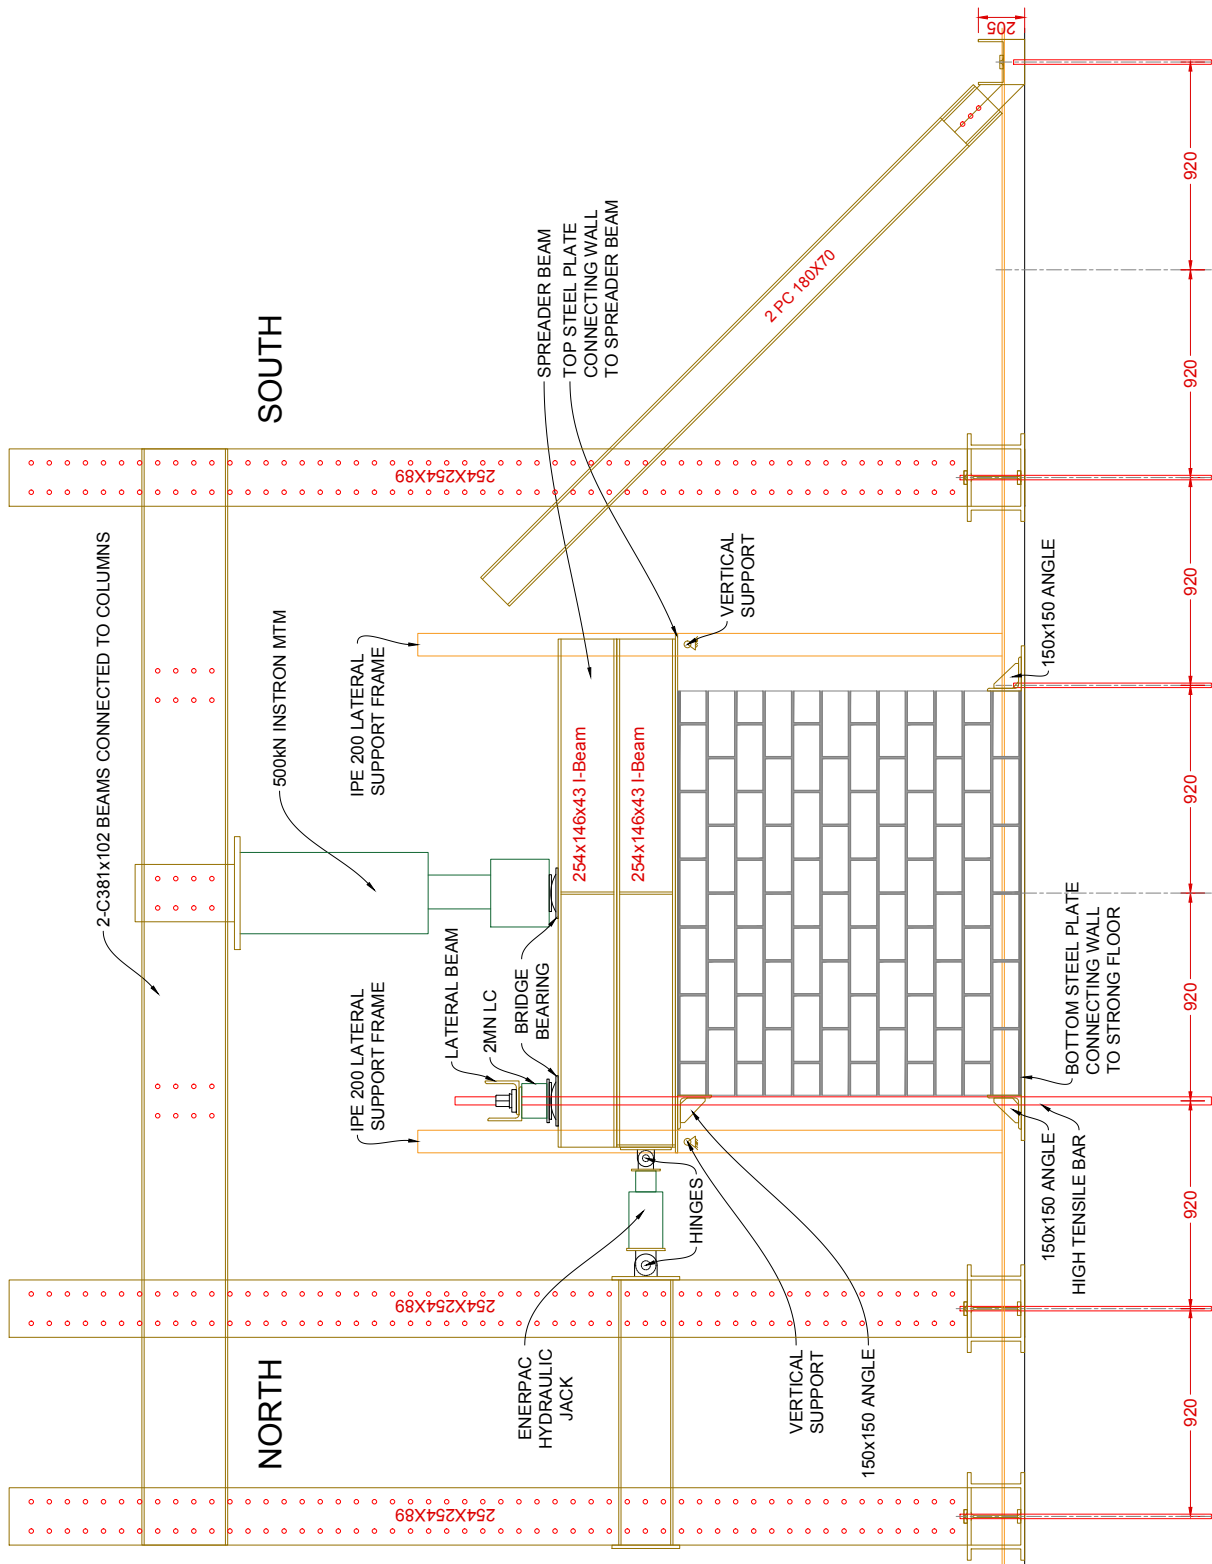 2-C381x102 BEAMS CONNECTED TO COLUMNS
NORTH
SOUTH
500kN INSTRON MTM
IPE 200 LATERAL
SUPPORT FRAME
IPE 200 LATERAL
SUPPORT FRAME
LATERAL BEAM
2MN LC
BRIDGE
BEARING
SPREADER BEAM
TOP STEEL PLATE
CONNECTING WALL
TO SPREADER BEAM
254X254X89
254X254X89
254X254X89
ENERPAC
HYDRAULIC
JACK
254x146x43 I-Beam
254x146x43 I-Beam
2 PC 180X70
HINGES
VERTICAL
SUPPORT
VERTICAL
SUPPORT
150x150 ANGLE
150x150 ANGLE
HIGH TENSILE BAR
BOTTOM STEEL PLATE
CONNECTING WALL
TO STRONG FLOOR
150x150 ANGLE
205
920
920
920
920
920
920
920